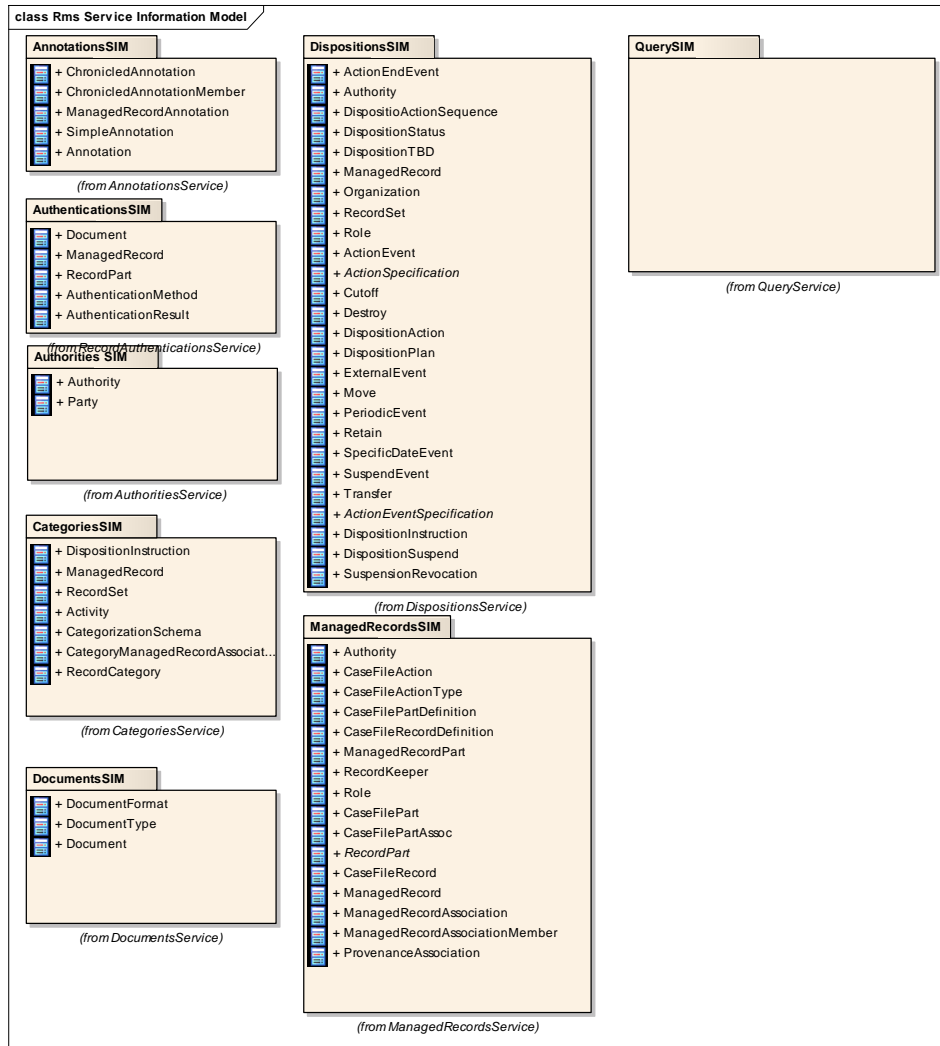 class Rms Service Information Model
AnnotationsSIM
+ ChronicledAnnotation
+ ChronicledAnnotationMember
+ ManagedRecordAnnotation
+ SimpleAnnotation
+ Annotation
(from AnnotationsService)
AuthenticationsSIM
+ Document
+ ManagedRecord
+ RecordPart
+ AuthenticationMethod
+ AuthenticationResult
(from RecordAuthenticationsService)
Authorities SIM
+ Authority
+ Party
(from AuthoritiesService)
CategoriesSIM
+ DispositionInstruction
+ ManagedRecord
+ RecordSet
+ Activity
+ CategorizationSchema
+ CategoryManagedRecordAssociat...
+ RecordCategory
(from CategoriesService)
DocumentsSIM
+ DocumentFormat
+ DocumentType
+ Document
(from DocumentsService)
DispositionsSIM
+ ActionEndEvent
+ Authority
+ DispositioActionSequence
+ DispositionStatus
+ DispositionTBD
+ ManagedRecord
+ Organization
+ RecordSet
+ Role
+ ActionEvent
+ ActionSpecification
+ Cutoff
+ Destroy
+ DispositionAction
+ DispositionPlan
+ ExternalEvent
+ Move
+ PeriodicEvent
+ Retain
+ SpecificDateEvent
+ SuspendEvent
+ Transfer
+ ActionEventSpecification
+ DispositionInstruction
+ DispositionSuspend
+ SuspensionRevocation
(from DispositionsService)
ManagedRecordsSIM
+ Authority
+ CaseFileAction
+ CaseFileActionType
+ CaseFilePartDefinition
+ CaseFileRecordDefinition
+ ManagedRecordPart
+ RecordKeeper
+ Role
+ CaseFilePart
+ CaseFilePartAssoc
+ RecordPart
+ CaseFileRecord
+ ManagedRecord
+ ManagedRecordAssociation
+ ManagedRecordAssociationMember
+ ProvenanceAssociation
(from ManagedRecordsService)
QuerySIM
(from QueryService)